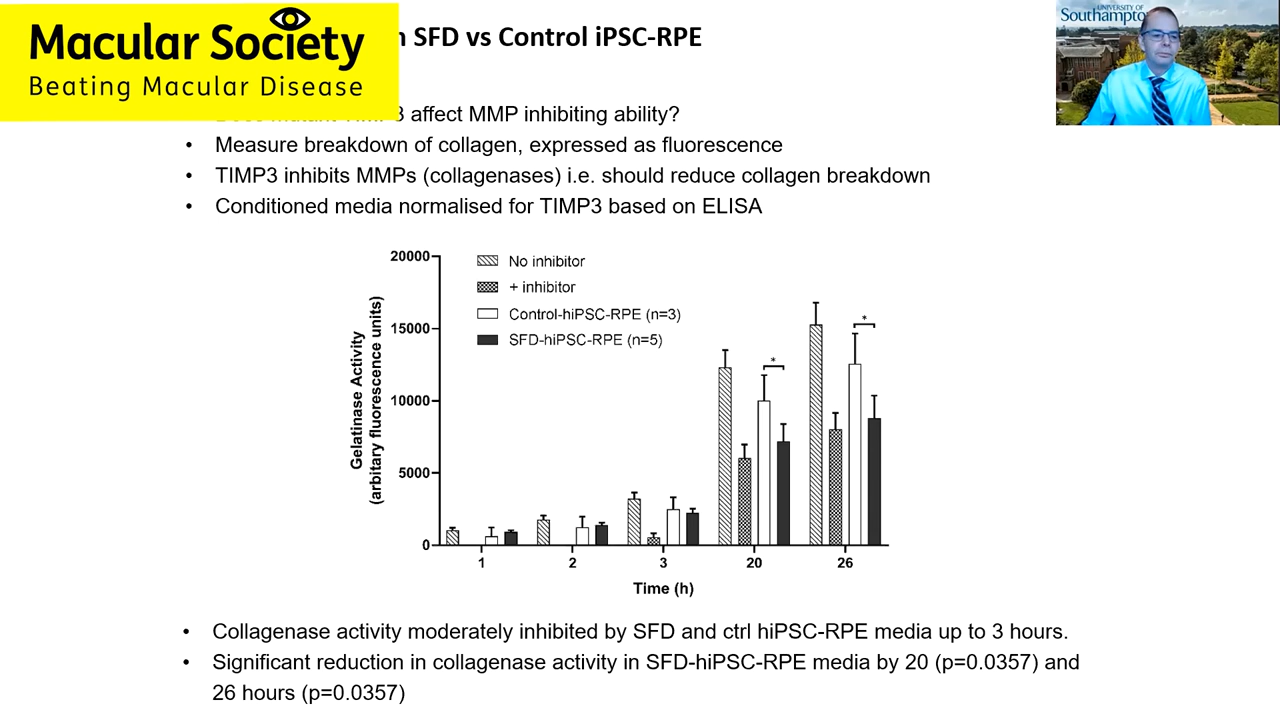 Macular Society
Beating Macular Disease
SFD vs Control iPSC-RPE
UNIVERSITY OF
Southampto
affect MMP inhibiting ability?
• Measure breakdown of collagen, expressed as fluorescence
• TIMP3 inhibits MMPs (collagenases) i.e. should reduce collagen breakdown
• Conditioned media normalised for TIMP3 based on ELISA
No inhibitor
+ inhibitor
Control-hiPSC-RPE (n=3)
SFD-hiPSC-RPE (n=5)
Gelatinase Activity
(arbitary fluorescence units)
20000
15000
10000
5000
0
*
*
1 2 3 20 26
Time (h)
• Collagenase activity moderately inhibited by SFD and ctrl hiPSC-RPE media up to 3 hours.
• Significant reduction in collagenase activity in SFD-hiPSC-RPE media by 20 (p=0.0357) and
26 hours (p=0.0357)